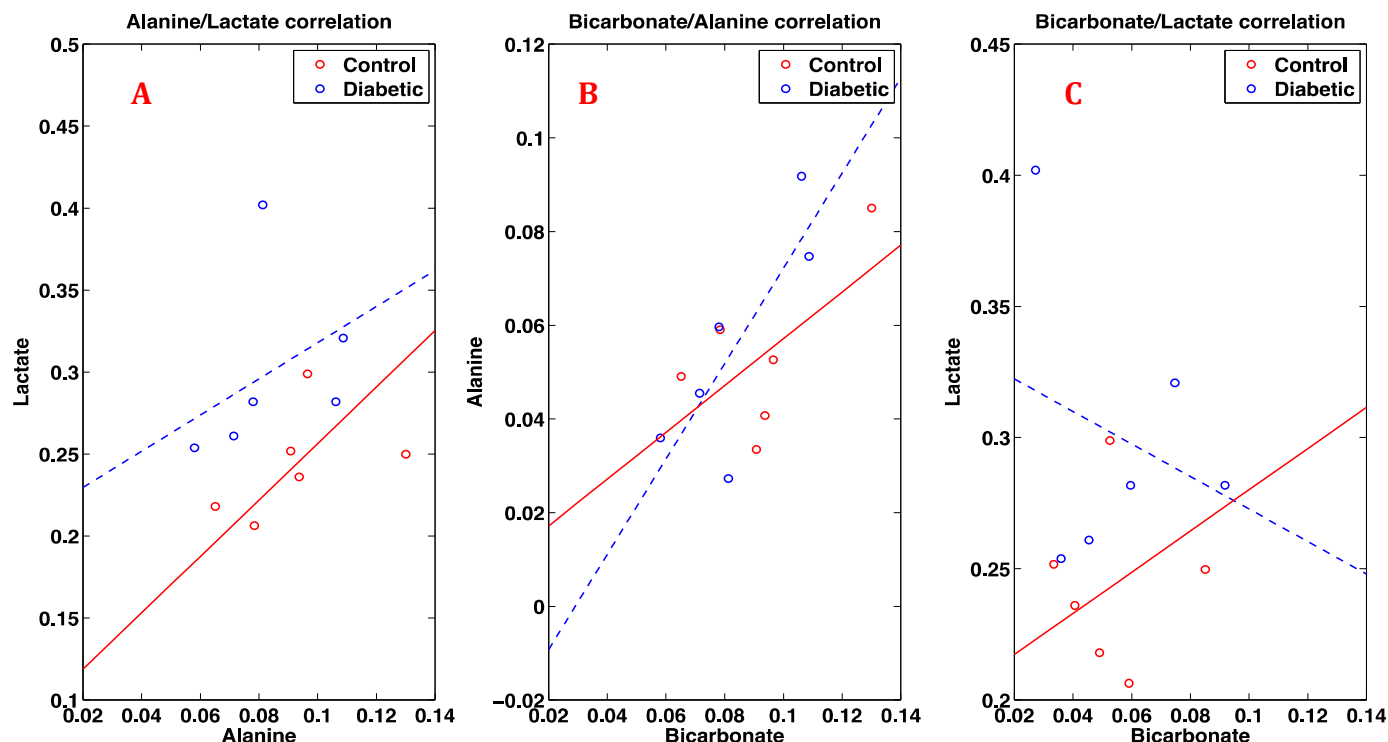 Alanine/Lactate correlation
0.5
0.45
0.4
0.35
0.3
0.25
0.2
0.15
0.1
Lactate
0.02 0.04 0.06 0.08 0.1 0.12 0.14
Alanine
A
Control
Diabetic
Bicarbonate/Alanine correlation
0.12
0.1
0.08
0.06
0.04
0.02
0
−0.02
Alanine
0.02 0.04 0.06 0.08 0.1 0.12 0.14
Bicarbonate
B
Control
Diabetic
Bicarbonate/Lactate correlation
0.45
0.4
0.35
0.3
0.25
0.2
Lactate
0.02 0.04 0.06 0.08 0.1 0.12 0.14
Bicarbonate
C
Control
Diabetic